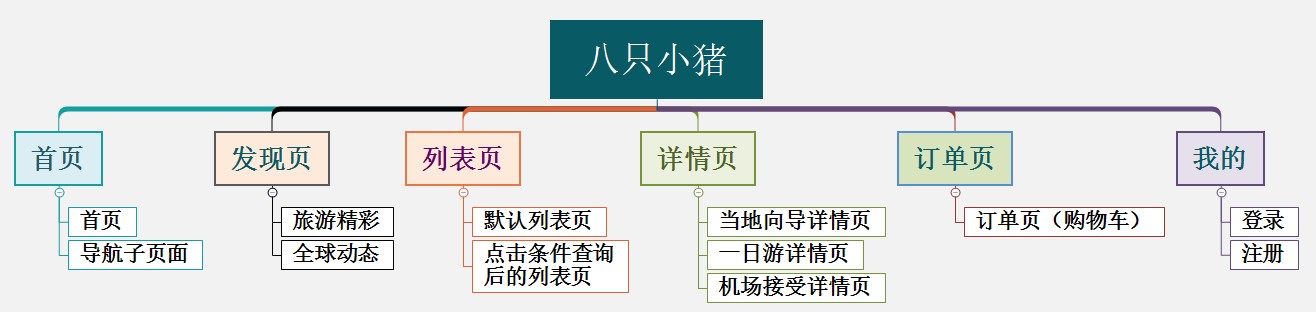 八只小猪
首页
发现页
列表页
详情页
订单页
我的
首页
导航子页面
旅游精彩
全球动态
默认列表页
点击条件查询
后的列表页
当地向导详情页
一日游详情页
机场接受详情页
订单页（购物车）
登录
注册